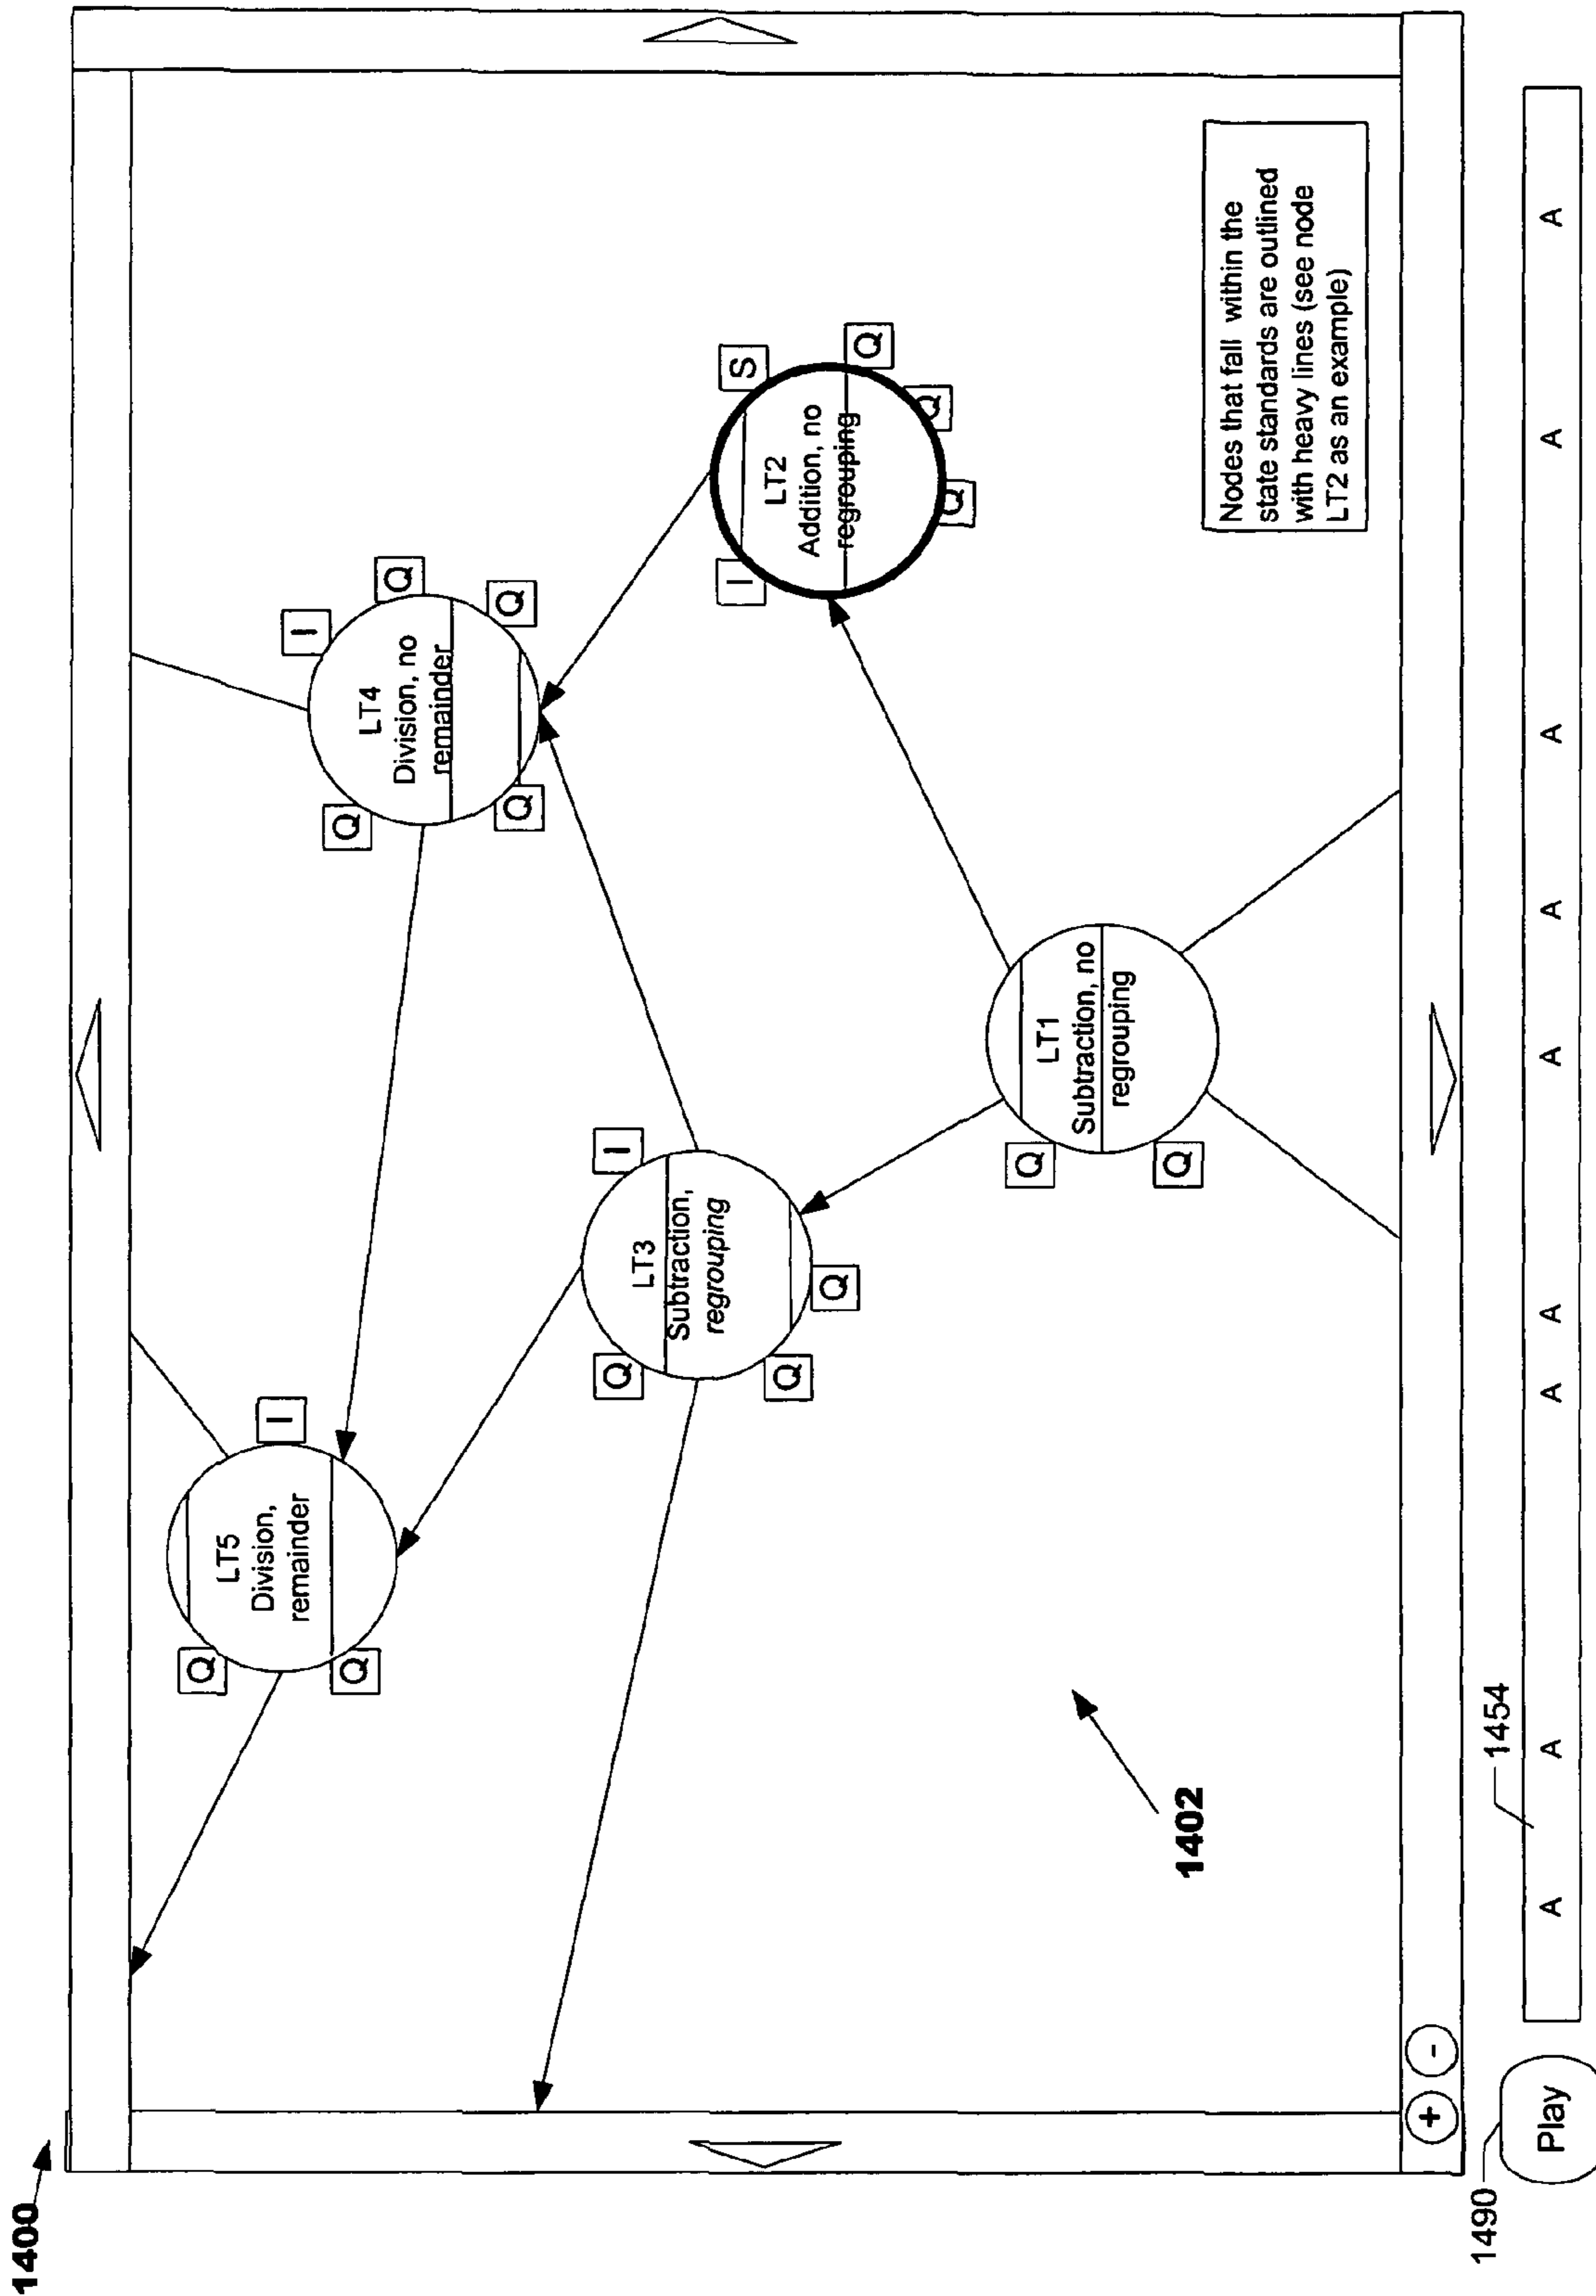 1400
Q
LT5
Division,
remainder
I
Q
I
Q
LT4
Division, no
remainder
Q
Q
Q
Q
I
LT3
Subtraction,
regrouping
Q
Q
I
S
LT2
Addition, no
regrouping
Q
Q
Q
Q
LT1
Subtraction, no
regrouping
Q
1402
Nodes that fall within the
state standards are outlined
with heavy lines (see node
LT2 as an example)
+ -
1490
1454
Play
A A A A A A A A A